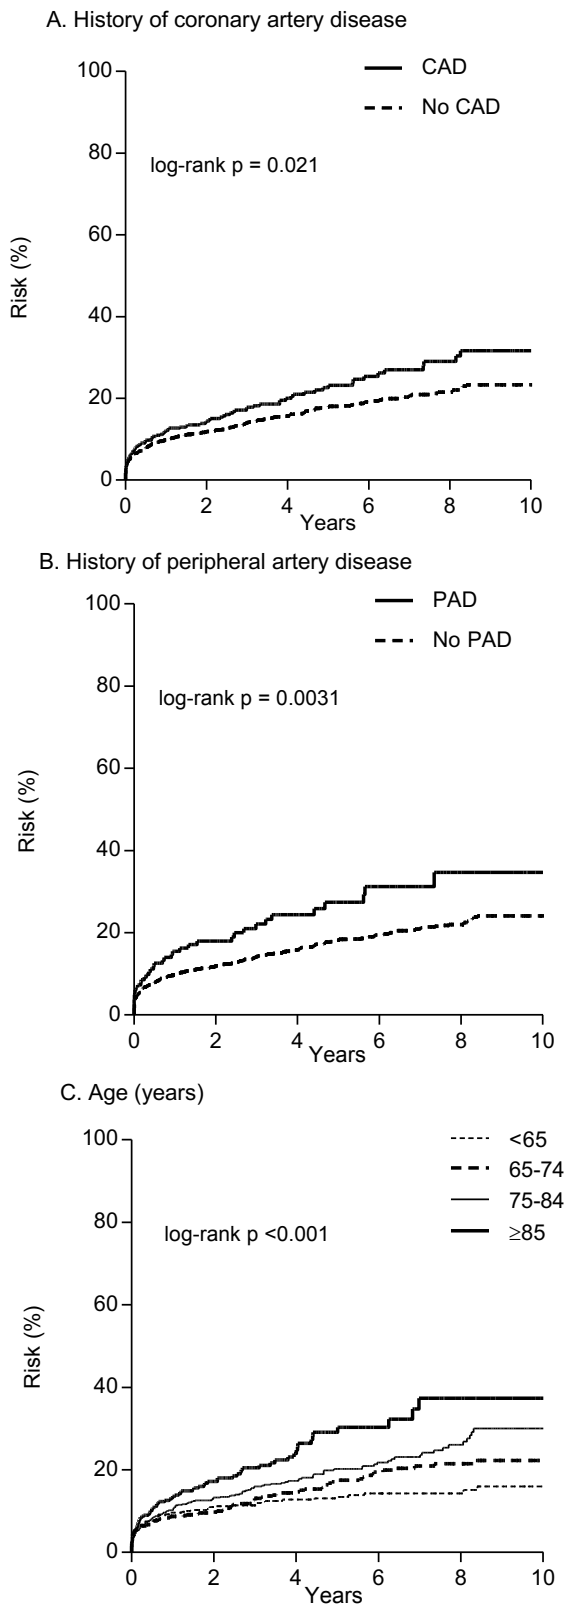 A. History of coronary artery disease
100
CAD
No CAD
80
log-rank p = 0.021
60
Risk (%)
40
20
0
0 2 4 6 8 10
Years
B. History of peripheral artery disease
100
PAD
No PAD
80
log-rank p = 0.0031
60
Risk (%)
40
20
0
0 2 4 6 8 10
Years
C. Age (years)
100
<65
65-74
75-84
≥85
80
log-rank p <0.001
60
Risk (%)
40
20
0
0 2 4 6 8 10
Years